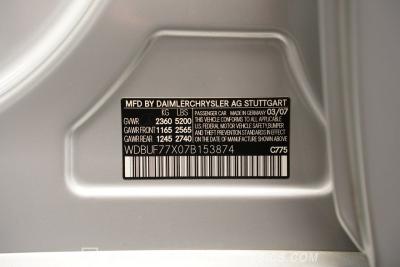 MFD BY DAIMLERCHRYSLER AG STUTTGART
KG LBS PASSENGER CAR MADE IN GERMANY 03/07
GVWR 2360 5200 THIS VEHICLE CONFORMS TO ALL APPLICABLE
GAWR FRONT 1165 2565 U.S. FEDERAL MOTOR VEHICLE SAFETY, BUMPER
GAWR REAR 1245 2740 AND THEFT PREVENTION STANDARDS IN EFFECT
ON THE DATE OF MANUFACTURE SHOWN ABOVE
WDBUF77X07B153874 C775